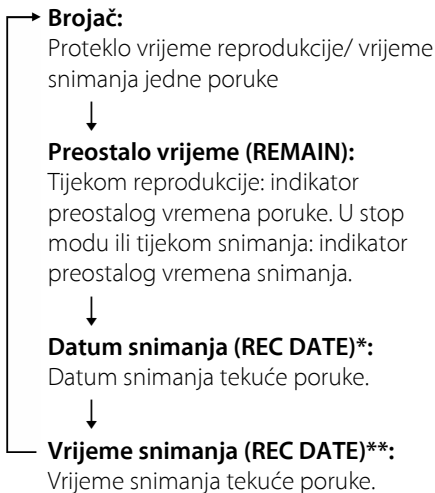 Brojač:
Proteklo vrijeme reprodukcije/ vrijeme
snimanja jedne poruke
Preostalo vrijeme (REMAIN):
Tijekom reprodukcije: indikator
preostalog vremena poruke. U stop
modu ili tijekom snimanja: indikator
preostalog vremena snimanja.
Datum snimanja (REC DATE)*:
Datum snimanja tekuće poruke.
Vrijeme snimanja (REC DATE)**:
Vrijeme snimanja tekuće poruke.